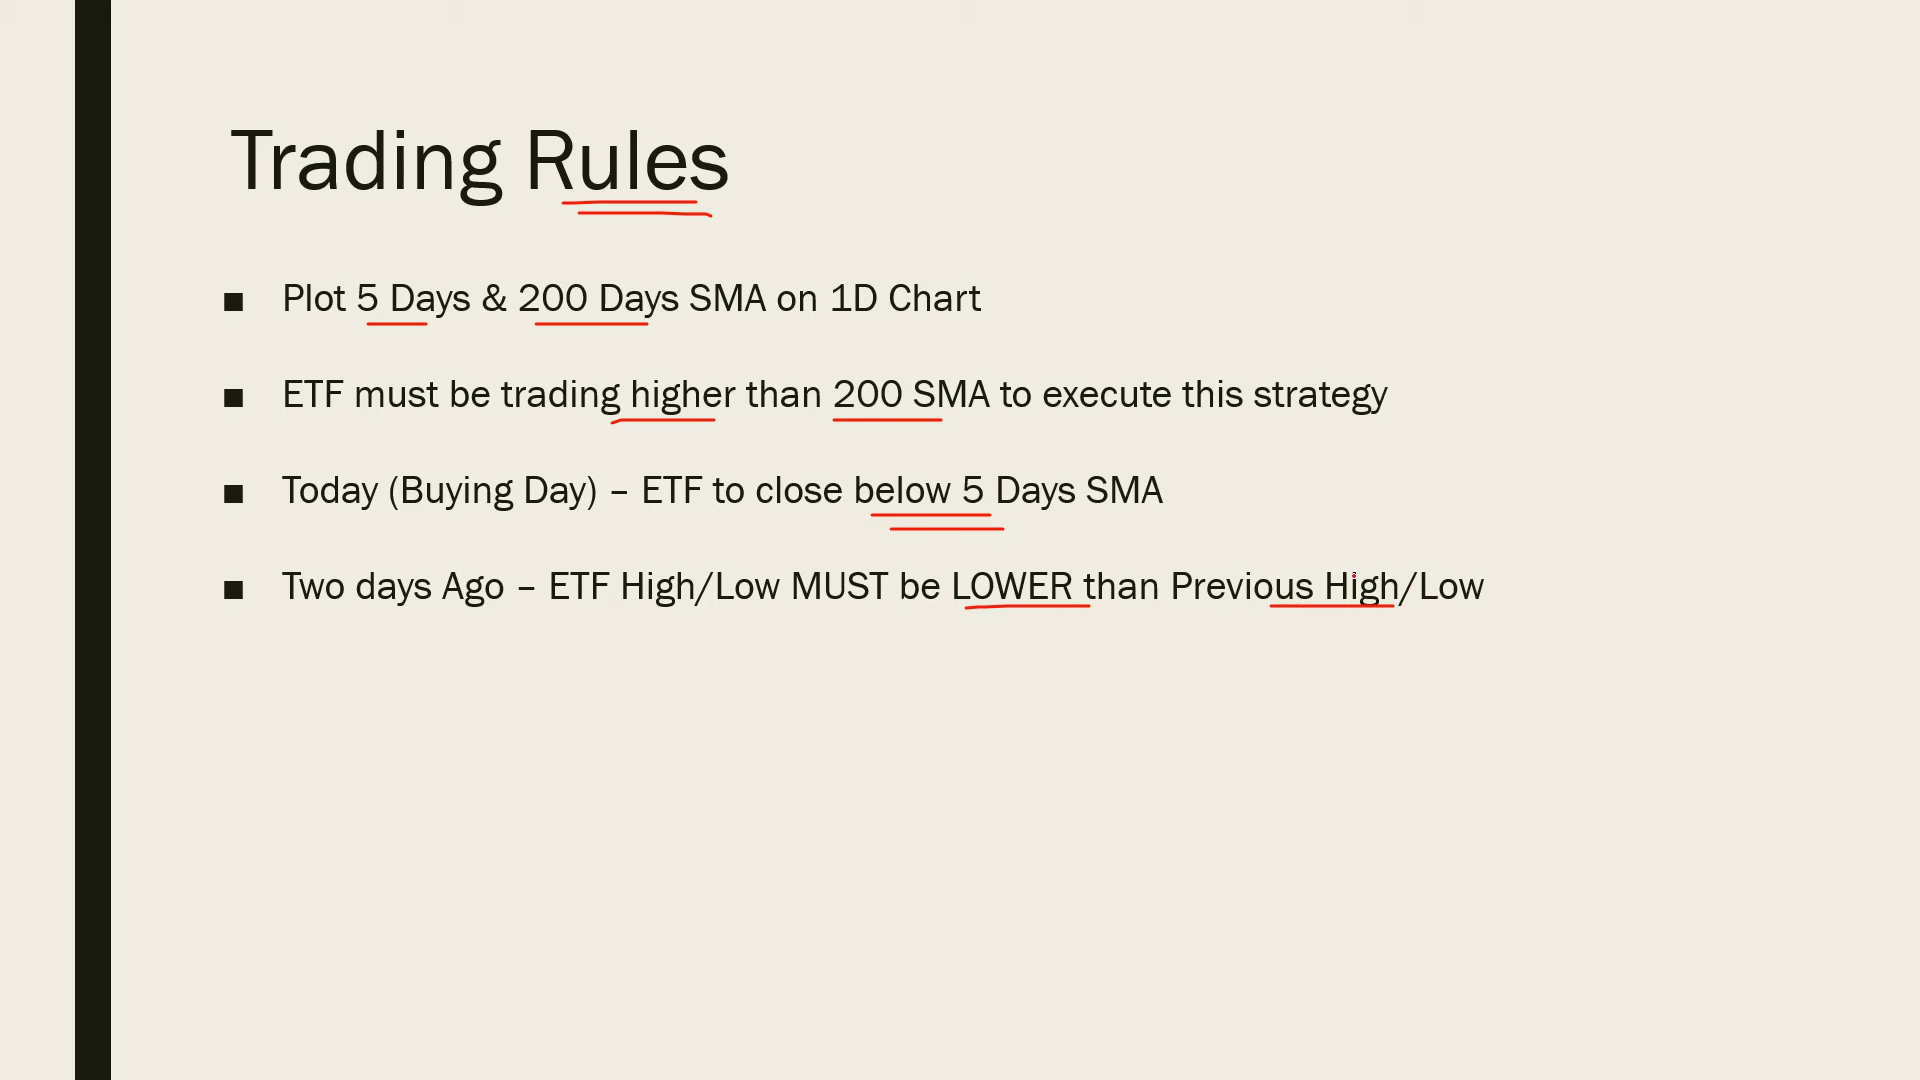 Trading Rules
■ Plot 5 Days & 200 Days SMA on 1D Chart
■ ETF must be trading higher than 200 SMA to execute this strategy
■ Today (Buying Day) – ETF to close below 5 Days SMA
■ Two days Ago – ETF High/Low MUST be LOWER than Previous High/Low